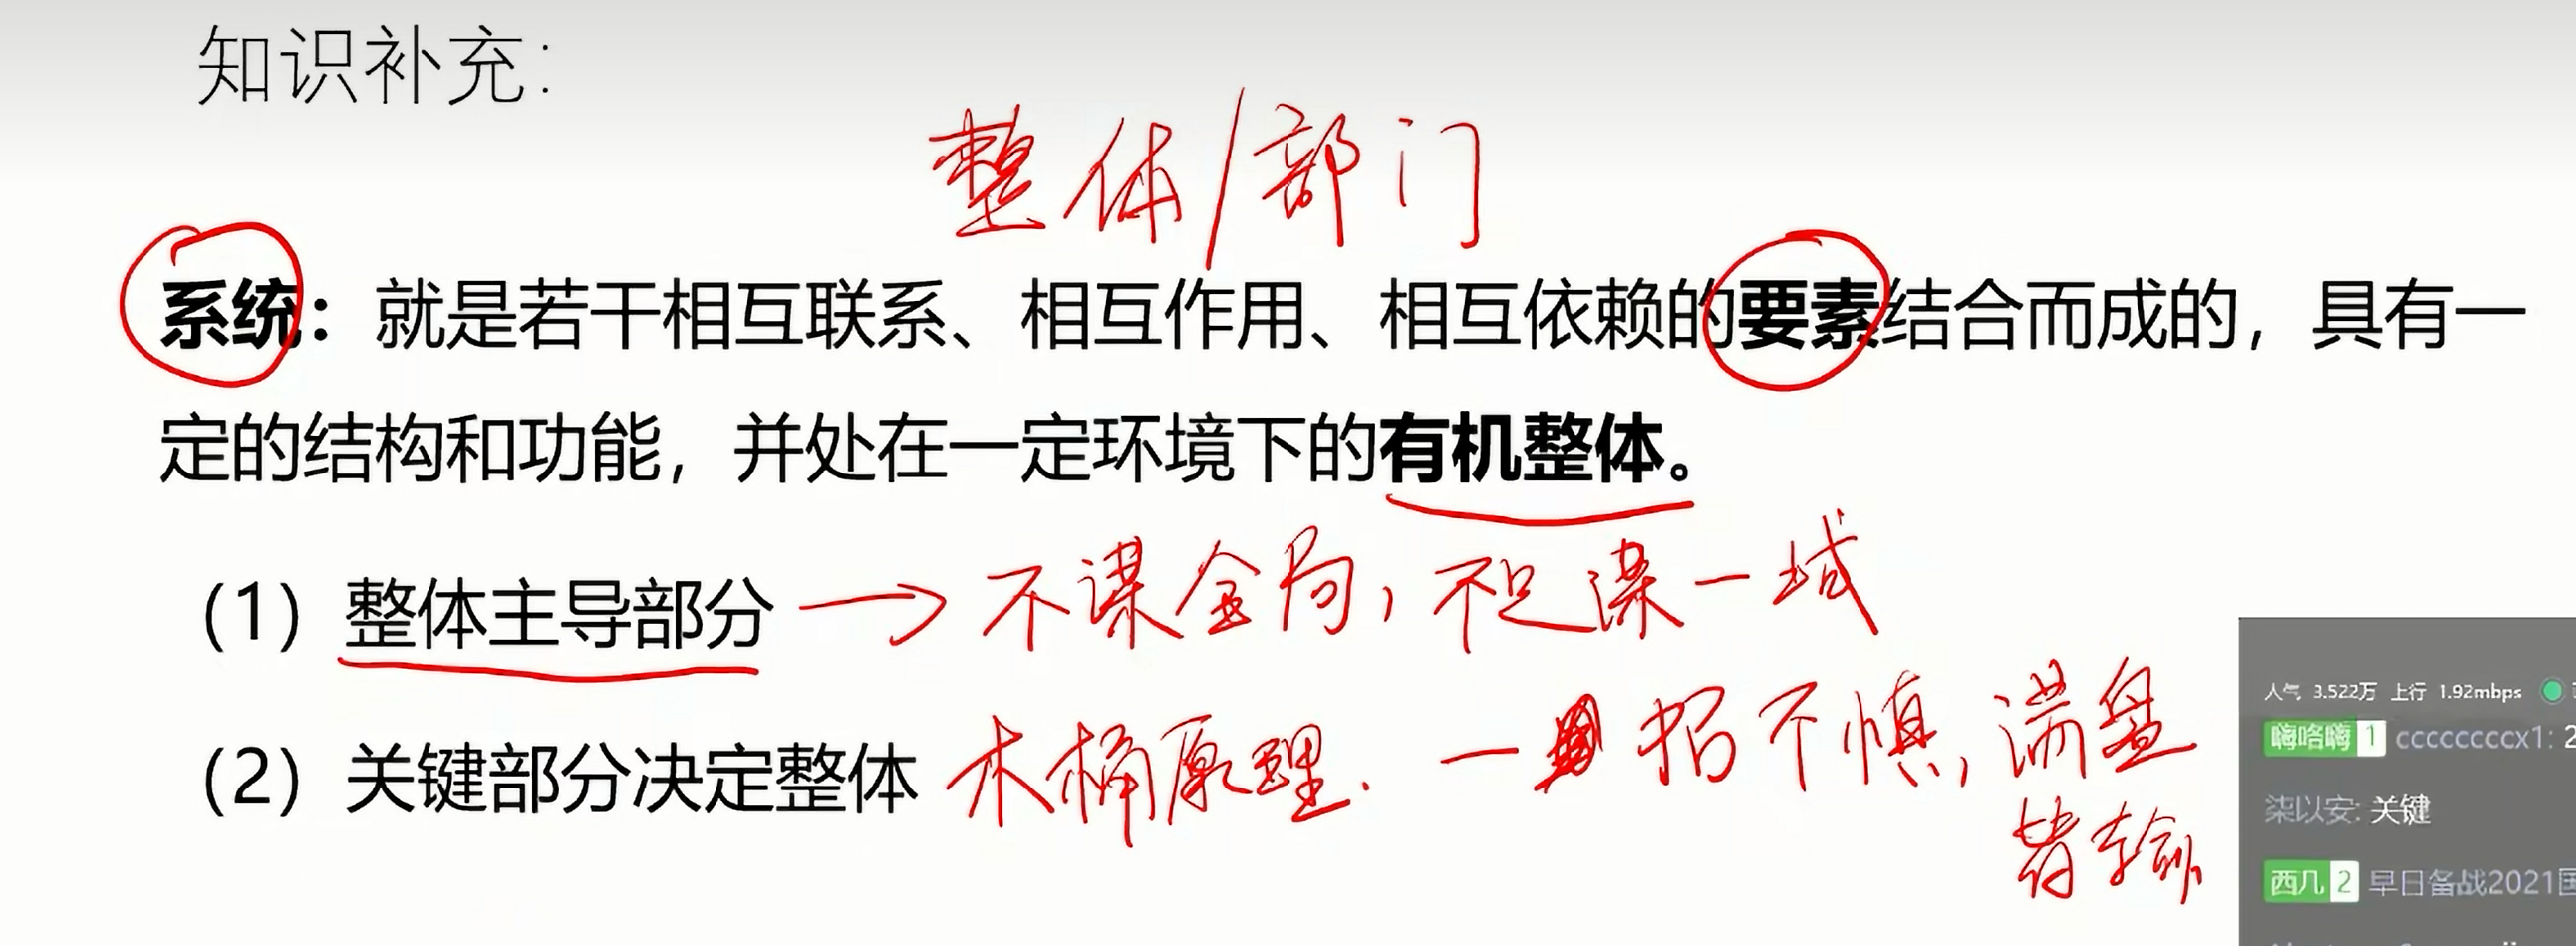 知识补充：
整体/部门
系统：就是若干相互联系、相互作用、相互依赖的要素结合而成的，具有一
定的结构和功能，并处在一定环境下的有机整体。
（1）整体主导部分 → 不谋全局，不足谋一域
（2）关键部分决定整体 木桶原理. 一招不慎, 满盘
皆输
人气 3.522万 上行 1.92mbps
嗨咯嗨 1 cccccccccx1: 2
柒以安: 关键
西几 2 早日备战2021国